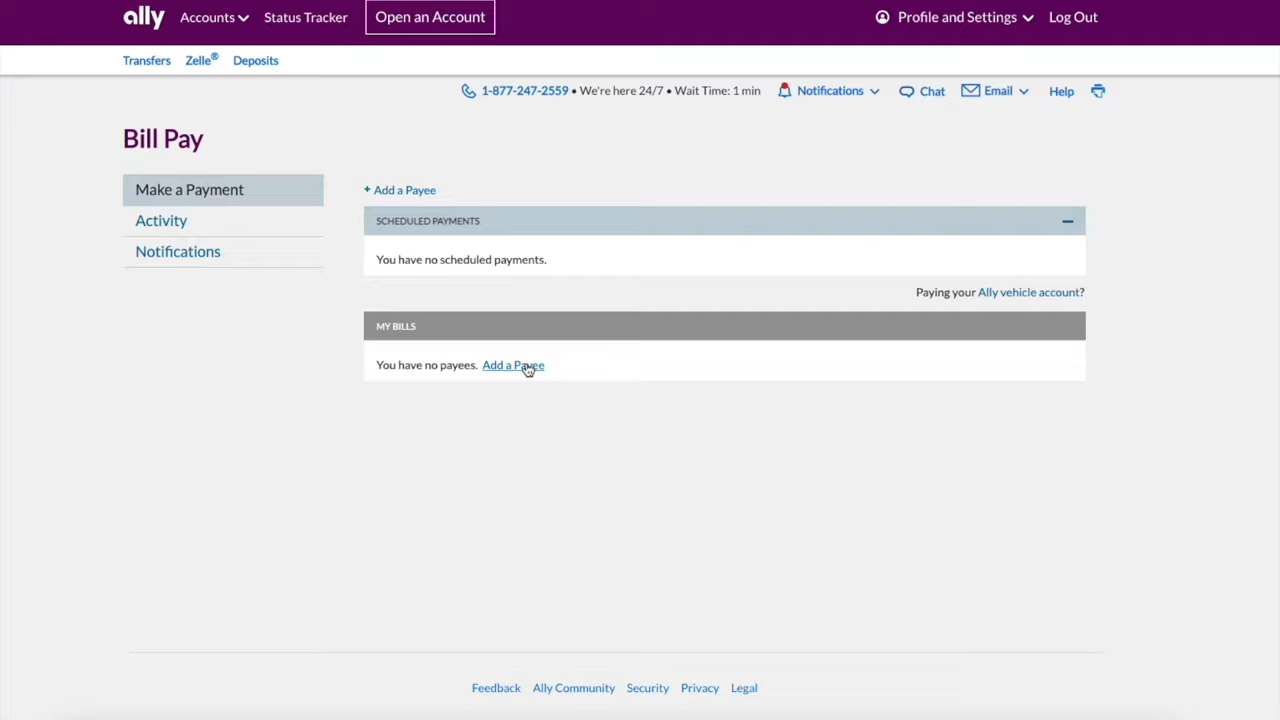 ally Accounts Status Tracker Open an Account Profile and Settings Log Out
Transfers Zelle® Deposits
1-877-247-2559 • We're here 24/7 • Wait Time: 1 min Notifications Chat Email Help
Bill Pay
Make a Payment
Activity
Notifications
+ Add a Payee
SCHEDULED PAYMENTS
You have no scheduled payments.
Paying your Ally vehicle account?
MY BILLS
You have no payees. Add a Payee
Feedback Ally Community Security Privacy Legal